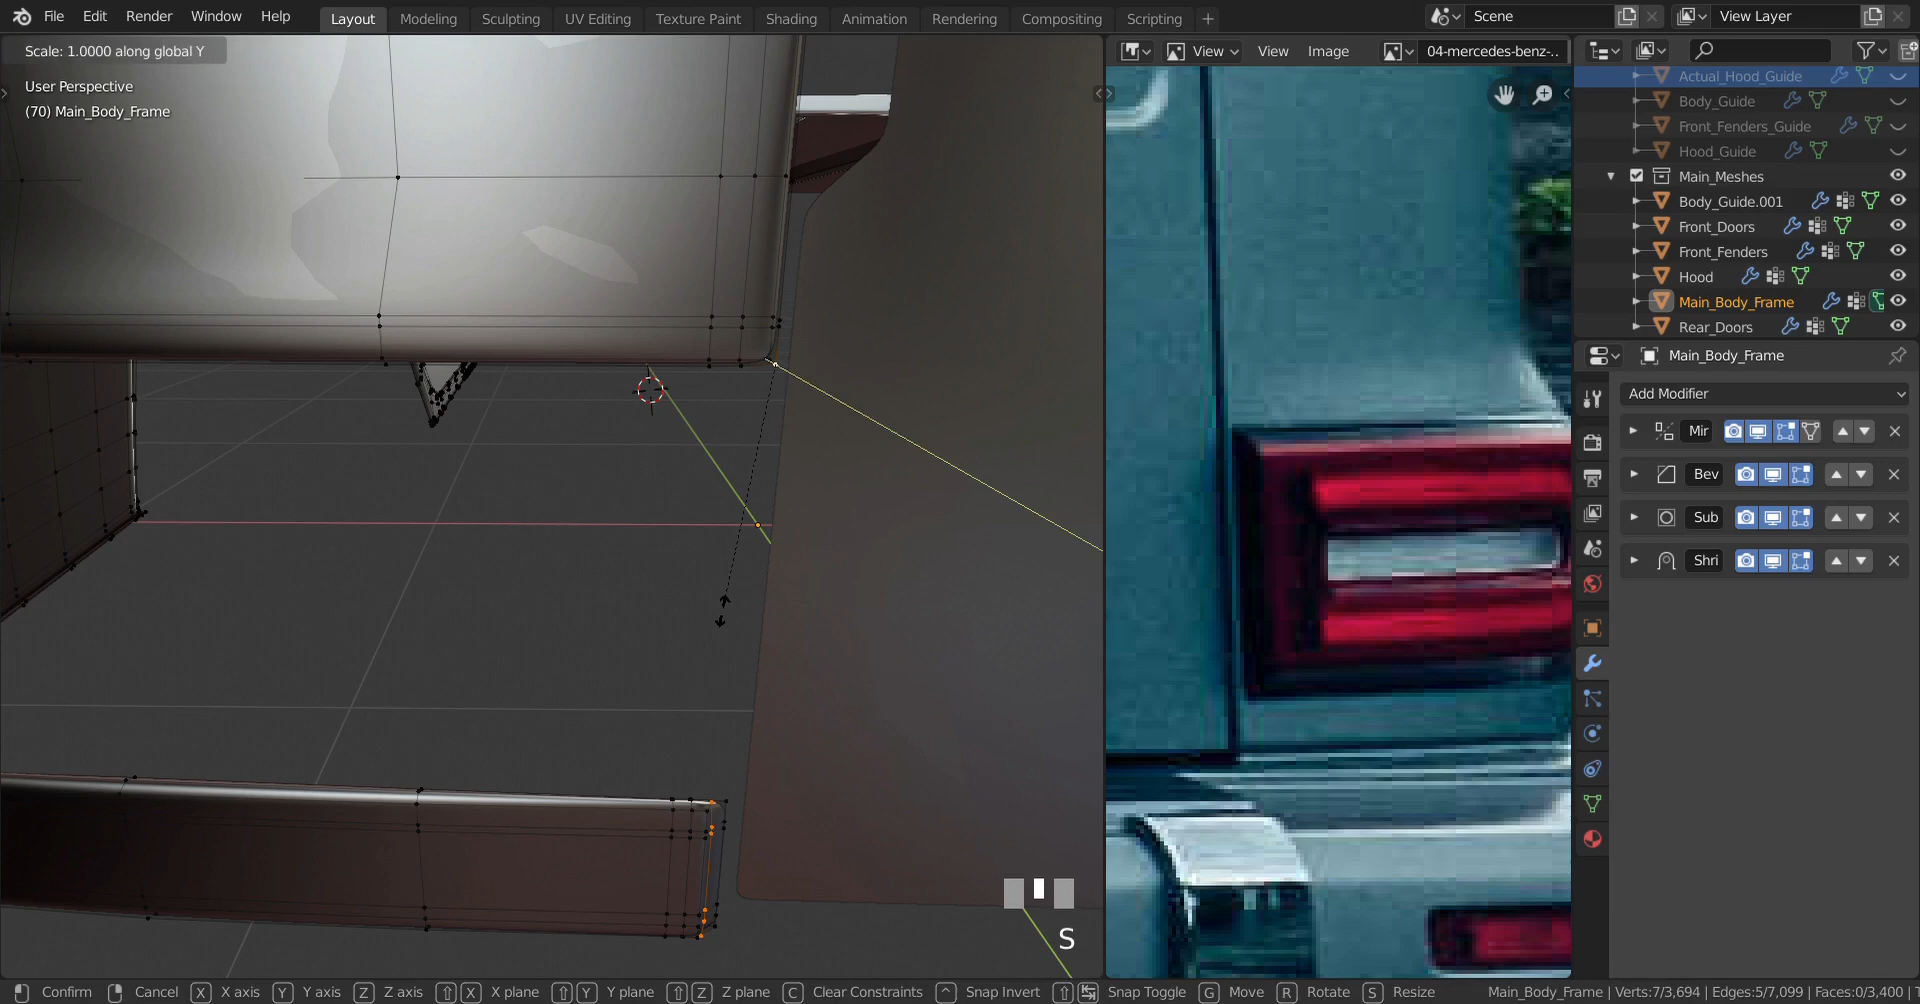 File Edit Render Window Help Layout Modeling Sculpting UV Editing Texture Paint Shading Animation Rendering Compositing Scripting + Scene View Layer
Scale: 1.0000 along global Y
View View Image 04-mercedes-benz-..
User Perspective
(70) Main_Body_Frame
Actual_Hood_Guide
Body_Guide
Front_Fenders_Guide
Hood_Guide
Main_Meshes
Body_Guide.001
Front_Doors
Front_Fenders
Hood
Main_Body_Frame
Rear_Doors
Main_Body_Frame
Add Modifier
Mir
Bev
Sub
Shri
S
Confirm Cancel X X axis Y Y axis Z Z axis X X plane Y Y plane Z Z plane C Clear Constraints ^ Snap Invert Snap Toggle G Move R Rotate S Resize Main_Body_Frame | Verts:7/3,694 | Edges:5/7,099 | Faces:0/3,400 | T